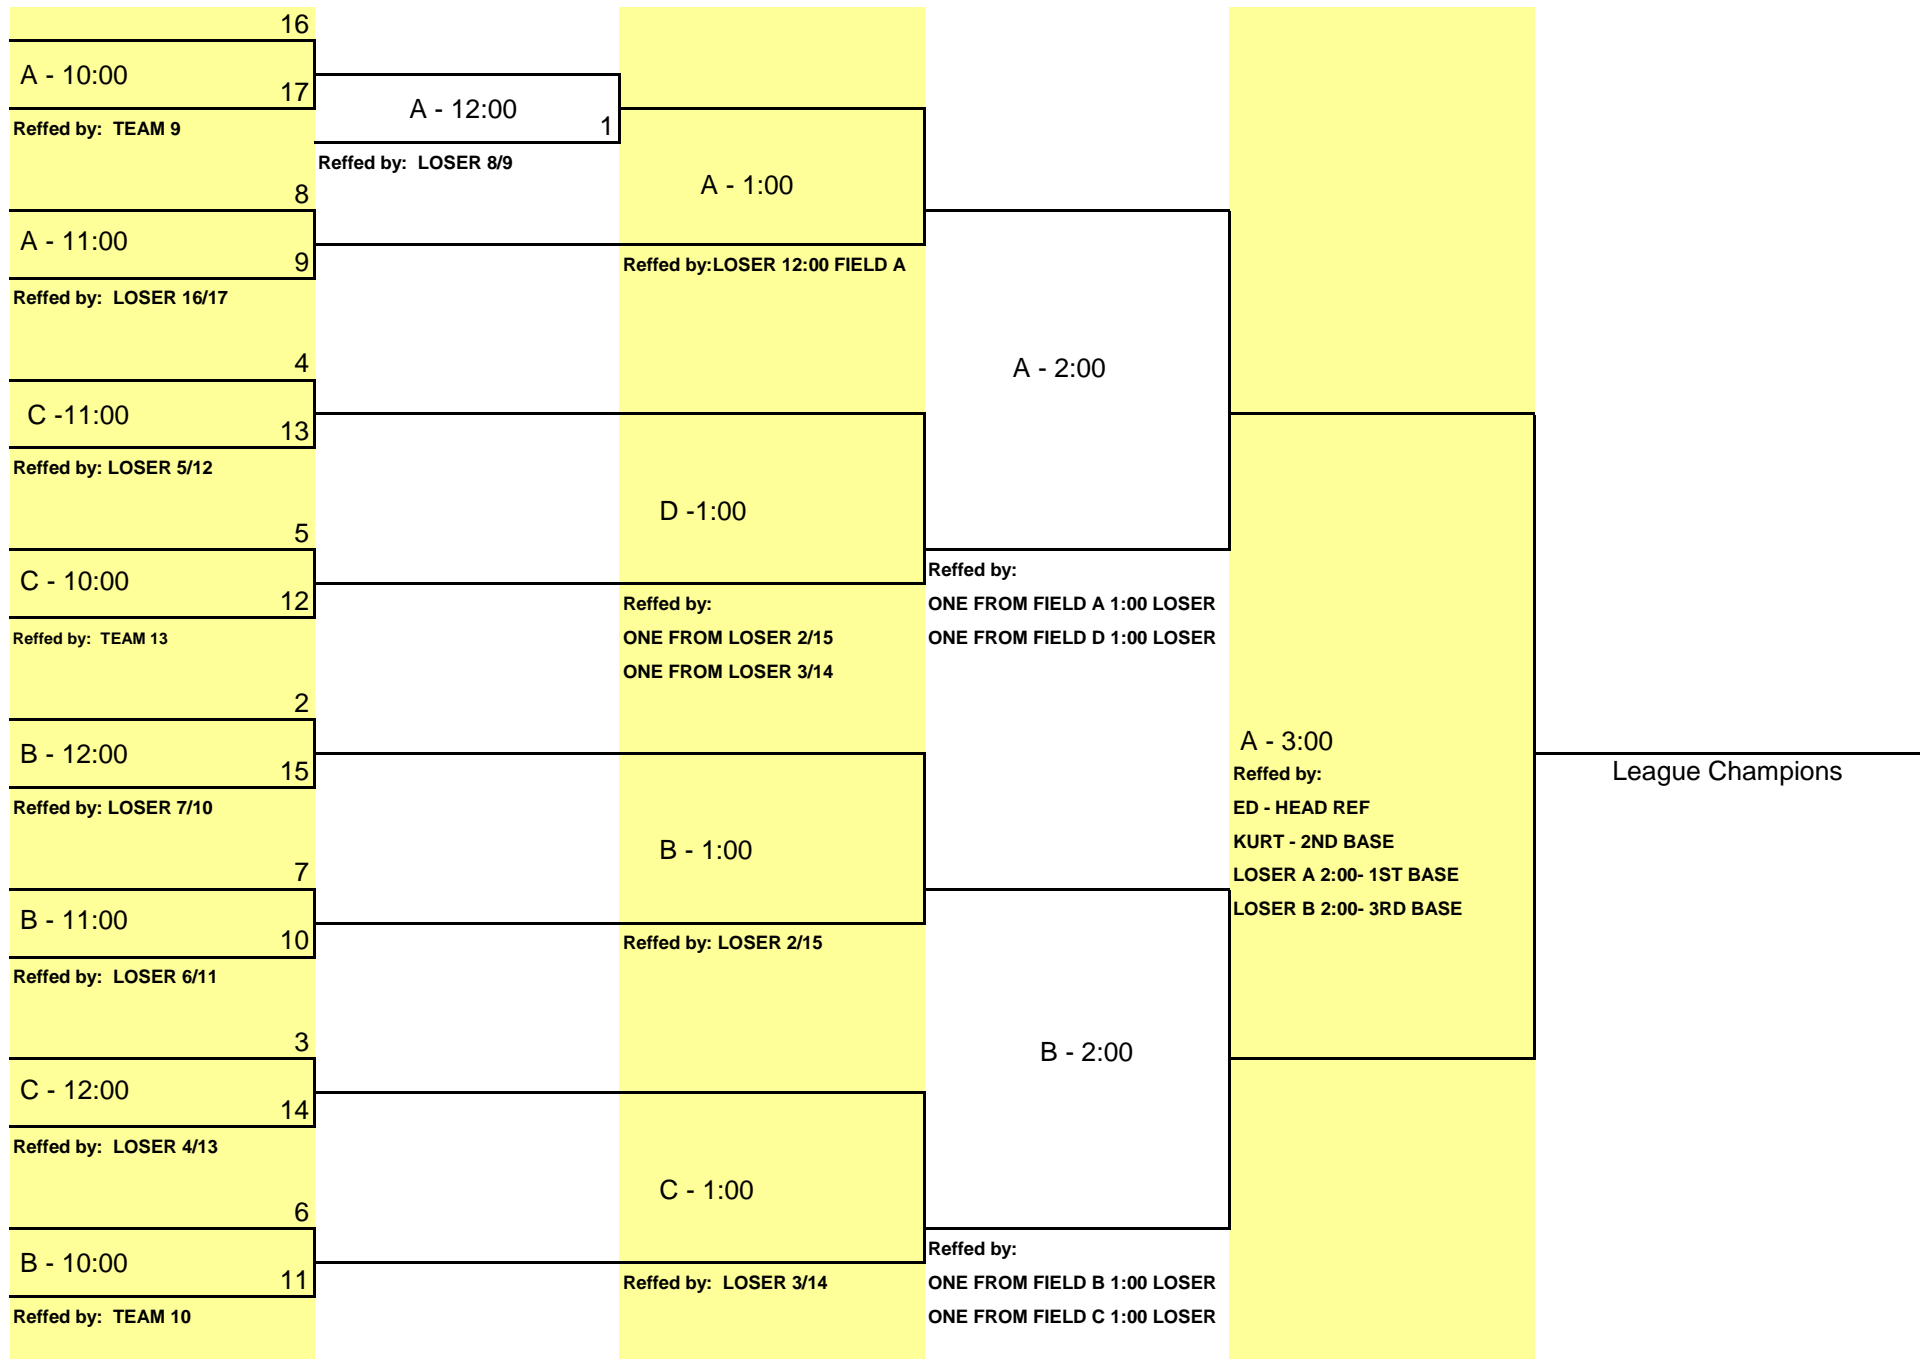 16
A - 10:00
17
Reffed by:  TEAM 9
8
A - 11:00
9
Reffed by:  LOSER 16/17
4
C -11:00
13
Reffed by: LOSER 5/12
5
C - 10:00
12
Reffed by:  TEAM 13
2
B - 12:00
15
Reffed by: LOSER 7/10
7
B - 11:00
10
Reffed by:  LOSER 6/11
3
C - 12:00
14
Reffed by:  LOSER 4/13
6
B - 10:00
11
Reffed by:  TEAM 10
A - 12:00
1
Reffed by:  LOSER 8/9
A - 1:00
Reffed by:LOSER 12:00 FIELD A
D -1:00
Reffed by:
ONE FROM LOSER 2/15
ONE FROM LOSER 3/14
B - 1:00
Reffed by: LOSER 2/15
C - 1:00
Reffed by:  LOSER 3/14
A - 2:00
Reffed by:
ONE FROM FIELD A 1:00 LOSER
ONE FROM FIELD D 1:00 LOSER
B - 2:00
Reffed by:
ONE FROM FIELD B 1:00 LOSER
ONE FROM FIELD C 1:00 LOSER
A - 3:00
Reffed by:
ED - HEAD REF
KURT - 2ND BASE
LOSER A 2:00- 1ST BASE
LOSER B 2:00- 3RD BASE
League Champions